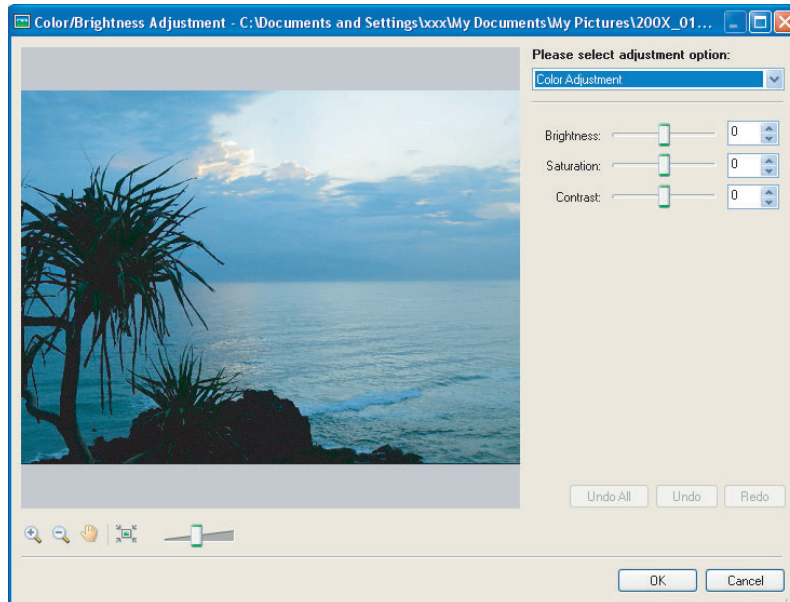 Color/Brightness Adjustment - C:\Documents and Settings\xxx\My Documents\My Pictures\200X_01...
Please select adjustment option:
Color Adjustment
Brightness: 0
Saturation: 0
Contrast: 0
Undo All Undo Redo
OK Cancel